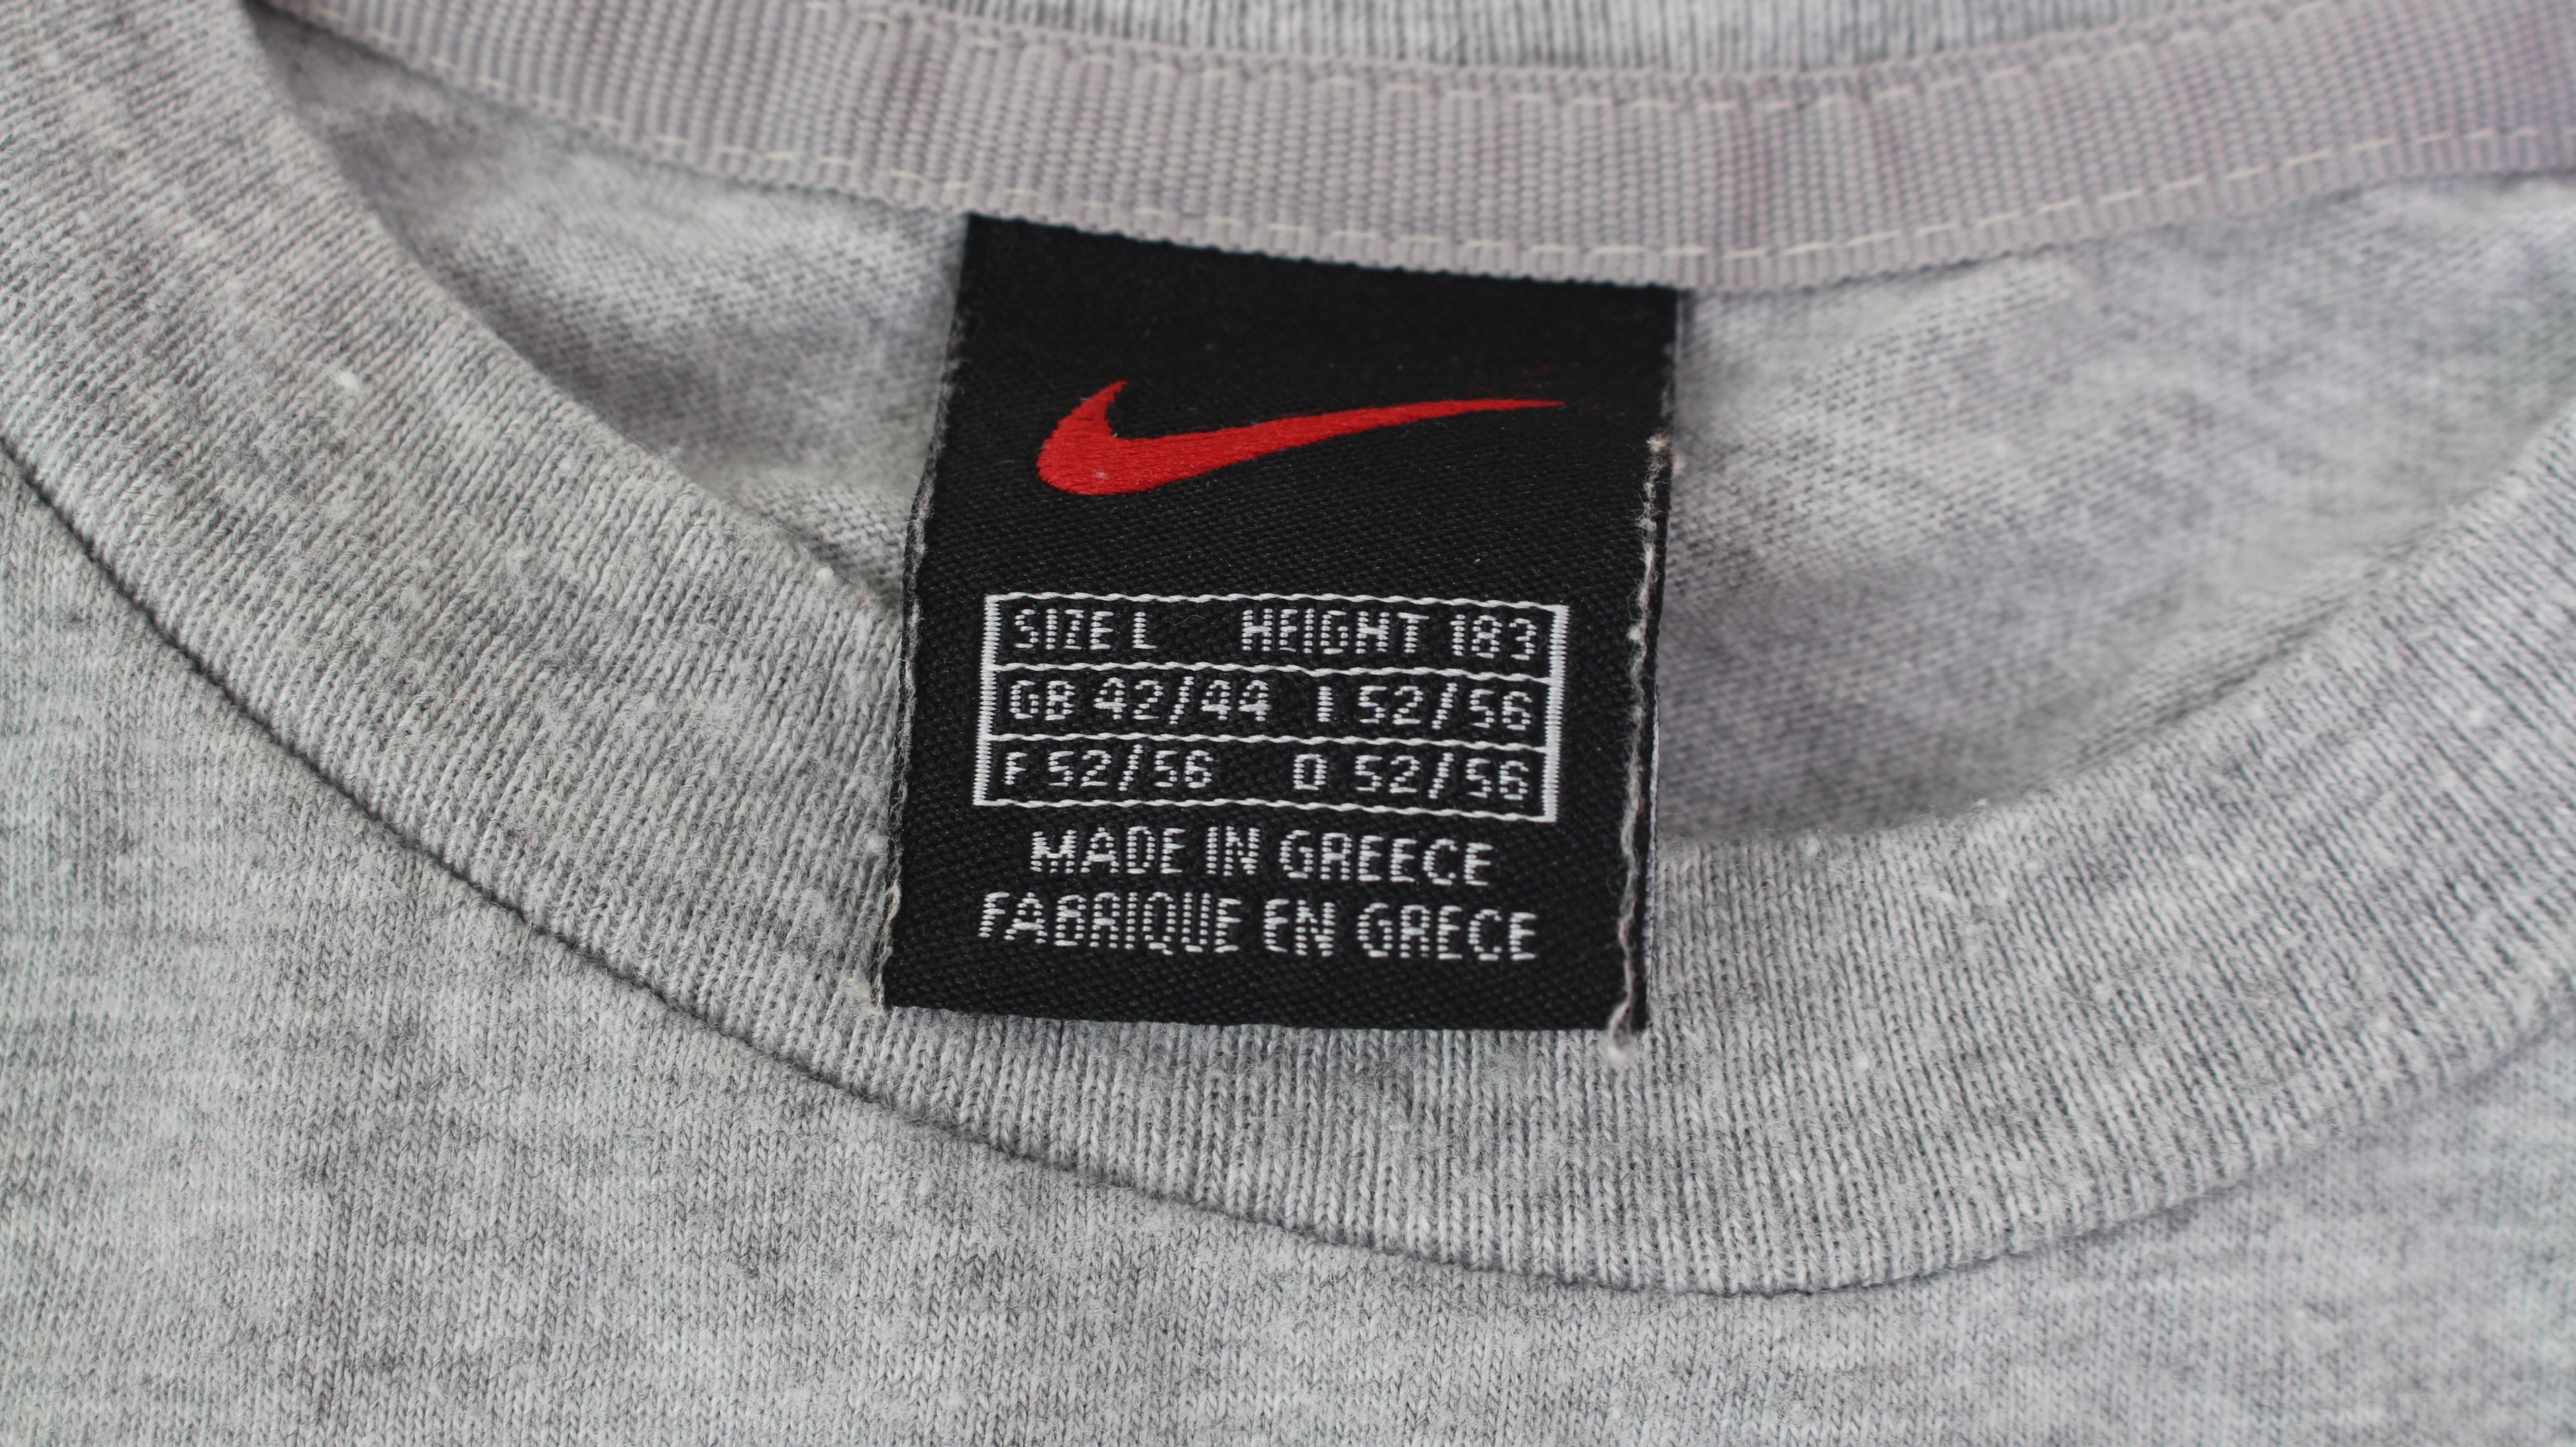 SIZE L HEIGHT 183
GB 42/44 I 52/56
F 52/56 D 52/56
MADE IN GREECE
FABRIQUE EN GRECE